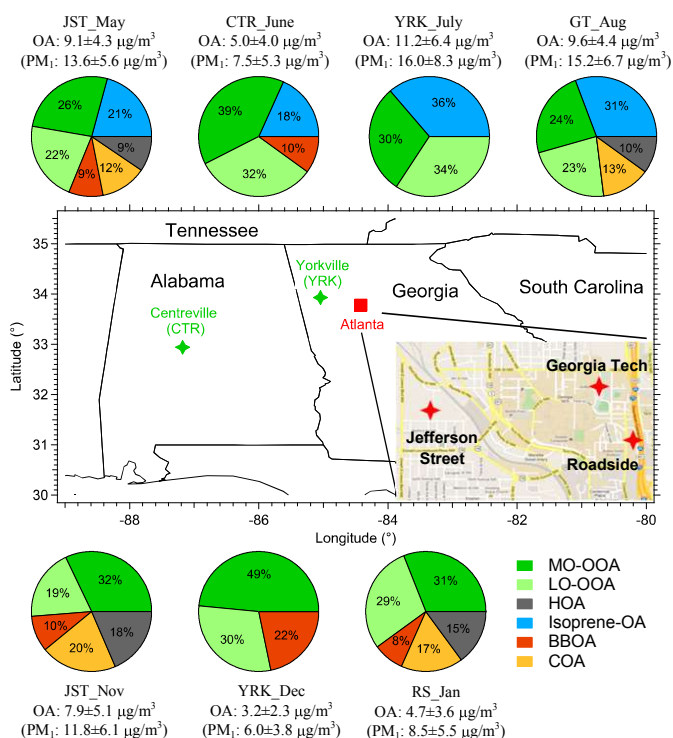 JST_May
OA: 9.1±4.3 µg/m³
(PM₁: 13.6±5.6 µg/m³)
CTR_June
OA: 5.0±4.0 µg/m³
(PM₁: 7.5±5.3 µg/m³)
YRK_July
OA: 11.2±6.4 µg/m³
(PM₁: 16.0±8.3 µg/m³)
GT_Aug
OA: 9.6±4.4 µg/m³
(PM₁: 15.2±6.7 µg/m³)
26%
21%
22%
9%
9%
12%
39%
18%
10%
32%
36%
30%
34%
31%
24%
10%
23%
13%
Tennessee
Alabama
Yorkville
(YRK)
Georgia
South Carolina
Centreville
(CTR)
Atlanta
Georgia Tech
Jefferson
Street
Roadside
Latitude (°)
35
34
33
32
31
30
-88
-86
-84
-82
-80
Longitude (°)
32%
19%
10%
18%
20%
49%
30%
22%
31%
29%
15%
8%
17%
MO-OOA
LO-OOA
HOA
Isoprene-OA
BBOA
COA
JST_Nov
OA: 7.9±5.1 µg/m³
(PM₁: 11.8±6.1 µg/m³)
YRK_Dec
OA: 3.2±2.3 µg/m³
(PM₁: 6.0±3.8 µg/m³)
RS_Jan
OA: 4.7±3.6 µg/m³
(PM₁: 8.5±5.5 µg/m³)